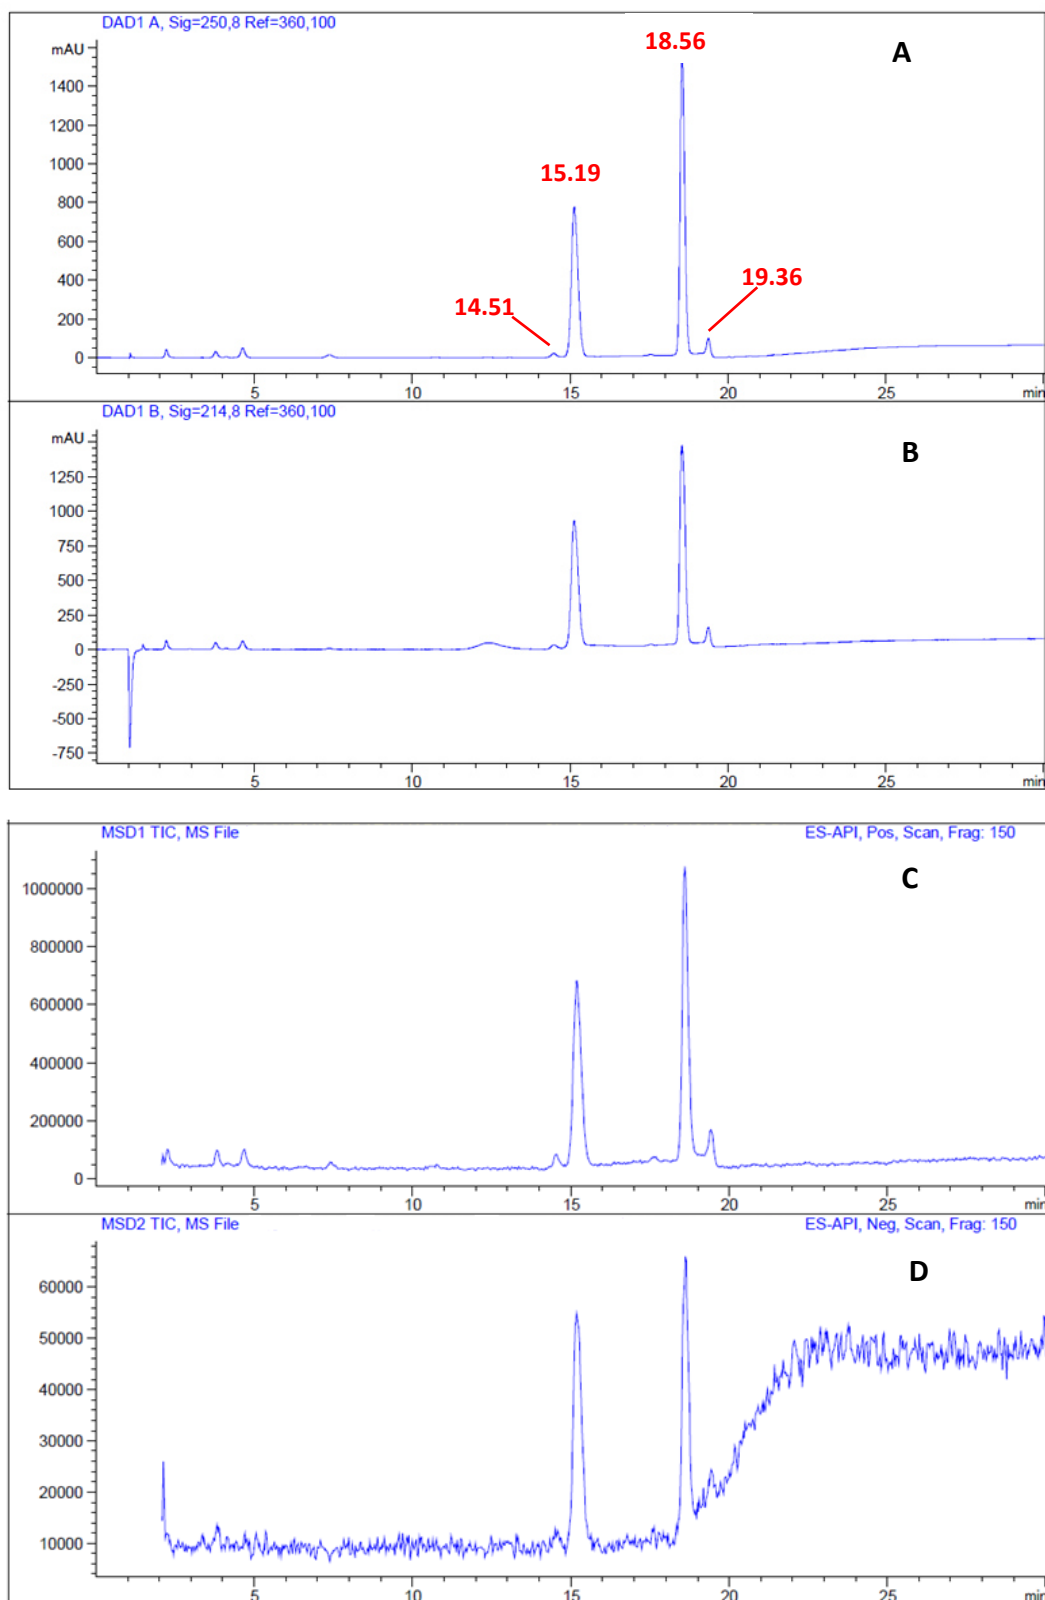 DAD1 A, Sig=250,8 Ref=360,100
mAU
18.56
A
1400
1200
1000
15.19
800
600
400
19.36
14.51
200
0
5 10 15 20 25 min
DAD1 B, Sig=214,8 Ref=360,100
mAU
B
1250
1000
750
500
250
0
-250
-500
-750
5 10 15 20 25 min
MSD1 TIC, MS File ES-API, Pos, Scan, Frag: 150
C
1000000
800000
600000
400000
200000
0
5 10 15 20 25 min
MSD2 TIC, MS File ES-API, Neg, Scan, Frag: 150
D
60000
50000
40000
30000
20000
10000
5 10 15 20 25 min